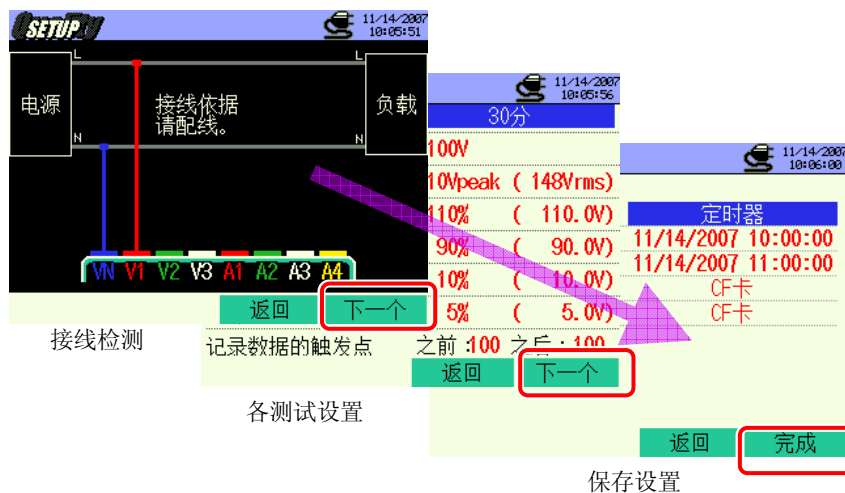 SETUP
11/14/2007
10:05:51
L
L
电源
接线依据
请配线。
负载
N
N
VN V1 V2 V3 A1 A2 A3 A4
返回
下一个
接线检测
11/14/2007
10:05:56
30分
100V
10Vpeak ( 148Vrms)
110% ( 110.0V)
90% ( 90.0V)
10% ( 10.0V)
5% ( 5.0V)
记录数据的触发点 之前:100 之后:100
返回
下一个
各测试设置
11/14/2007
10:06:00
定时器
11/14/2007 10:00:00
11/14/2007 11:00:00
CF卡
CF卡
返回
完成
保存设置